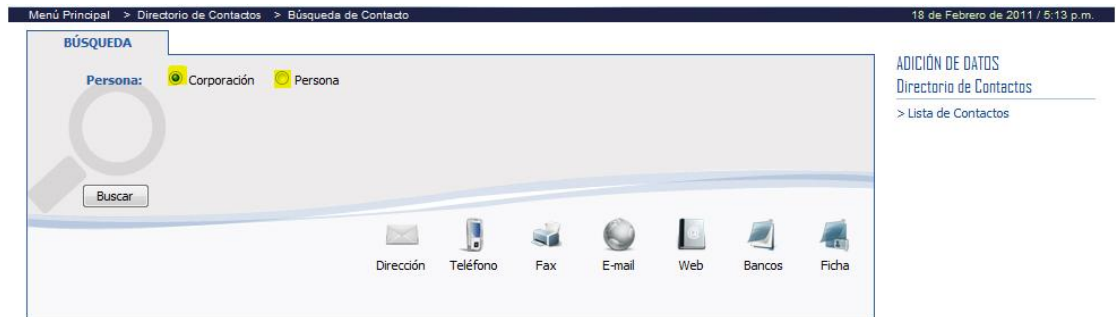 Menú Principal > Directorio de Contactos > Búsqueda de Contacto
18 de Febrero de 2011 / 5:13 p.m.
BÚSQUEDA
Persona: Corporación Persona
Buscar
Dirección Teléfono Fax E-mail Web Bancos Ficha
ADICIÓN DE DATOS
Directorio de Contactos
> Lista de Contactos